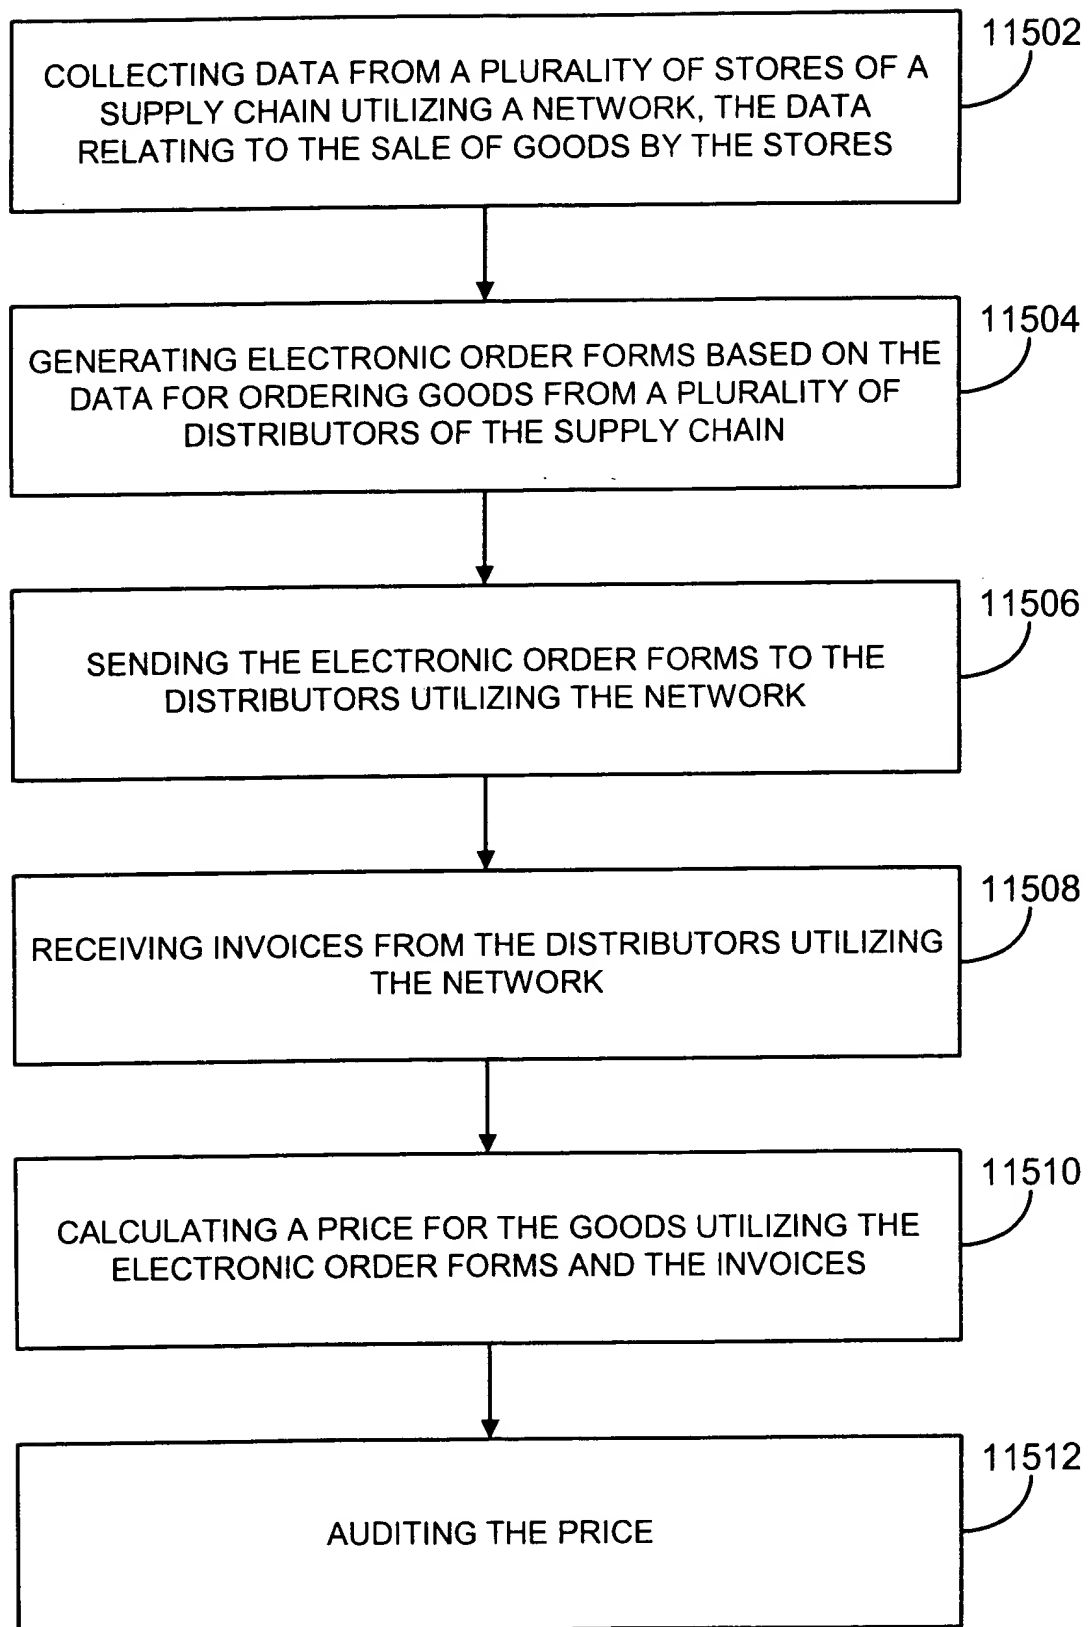 11502
COLLECTING DATA FROM A PLURALITY OF STORES OF A
SUPPLY CHAIN UTILIZING A NETWORK, THE DATA
RELATING TO THE SALE OF GOODS BY THE STORES
11504
GENERATING ELECTRONIC ORDER FORMS BASED ON THE
DATA FOR ORDERING GOODS FROM A PLURALITY OF
DISTRIBUTORS OF THE SUPPLY CHAIN
11506
SENDING THE ELECTRONIC ORDER FORMS TO THE
DISTRIBUTORS UTILIZING THE NETWORK
11508
RECEIVING INVOICES FROM THE DISTRIBUTORS UTILIZING
THE NETWORK
11510
CALCULATING A PRICE FOR THE GOODS UTILIZING THE
ELECTRONIC ORDER FORMS AND THE INVOICES
11512
AUDITING THE PRICE